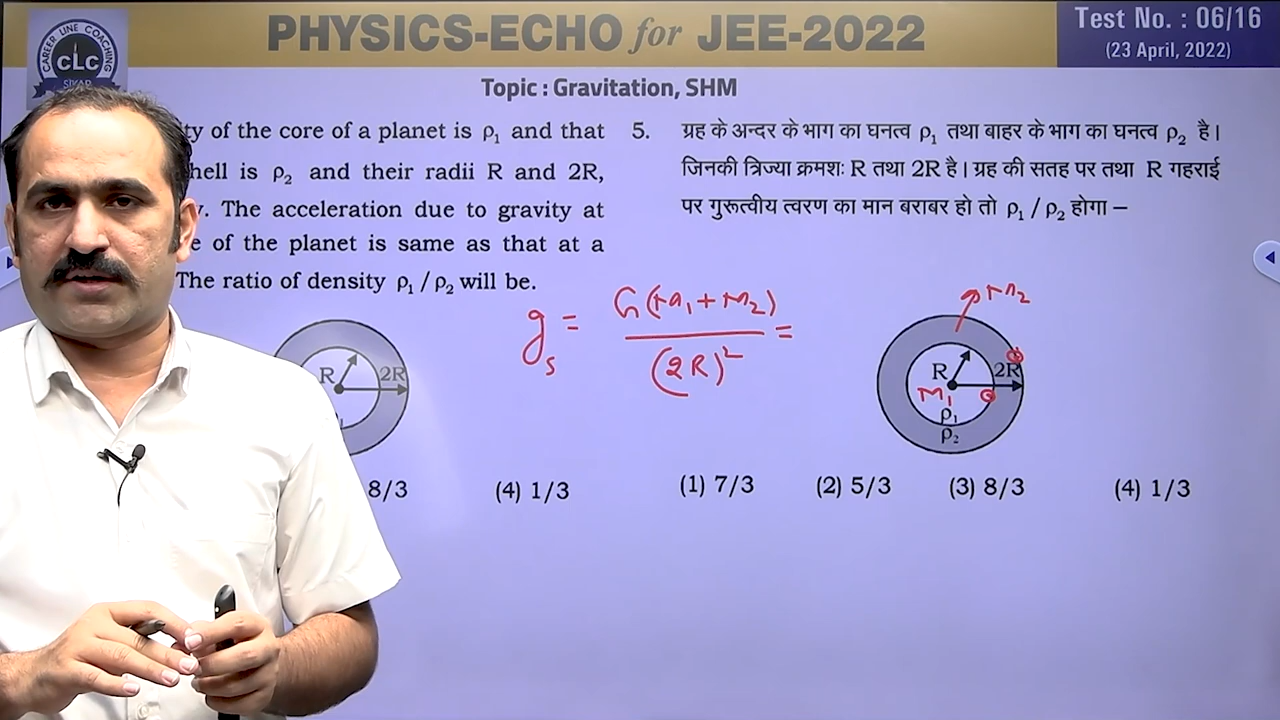 PHYSICS-ECHO for JEE-2022
Test No. : 06/16
(23 April, 2022)
CAREER LINE COACHING
CLC
SIKAR
Topic : Gravitation, SHM
ty of the core of a planet is ρ₁ and that
hell is ρ₂ and their radii R and 2R,
. The acceleration due to gravity at
e of the planet is same as that at a
The ratio of density ρ₁ / ρ₂ will be.
R
2R
8/3
(4) 1/3
5. ग्रह के अन्दर के भाग का घनत्व ρ₁ तथा बाहर के भाग का घनत्व ρ₂ है।
जिनकी त्रिज्या क्रमशः R तथा 2R है। ग्रह की सतह पर तथा R गहराई
पर गुरूत्वीय त्वरण का मान बराबर हो तो ρ₁ / ρ₂ होगा –
g_s = G(M₁+M₂) / (2R)² =
M₂
R
2R
M₁
ρ₁
ρ₂
(1) 7/3
(2) 5/3
(3) 8/3
(4) 1/3